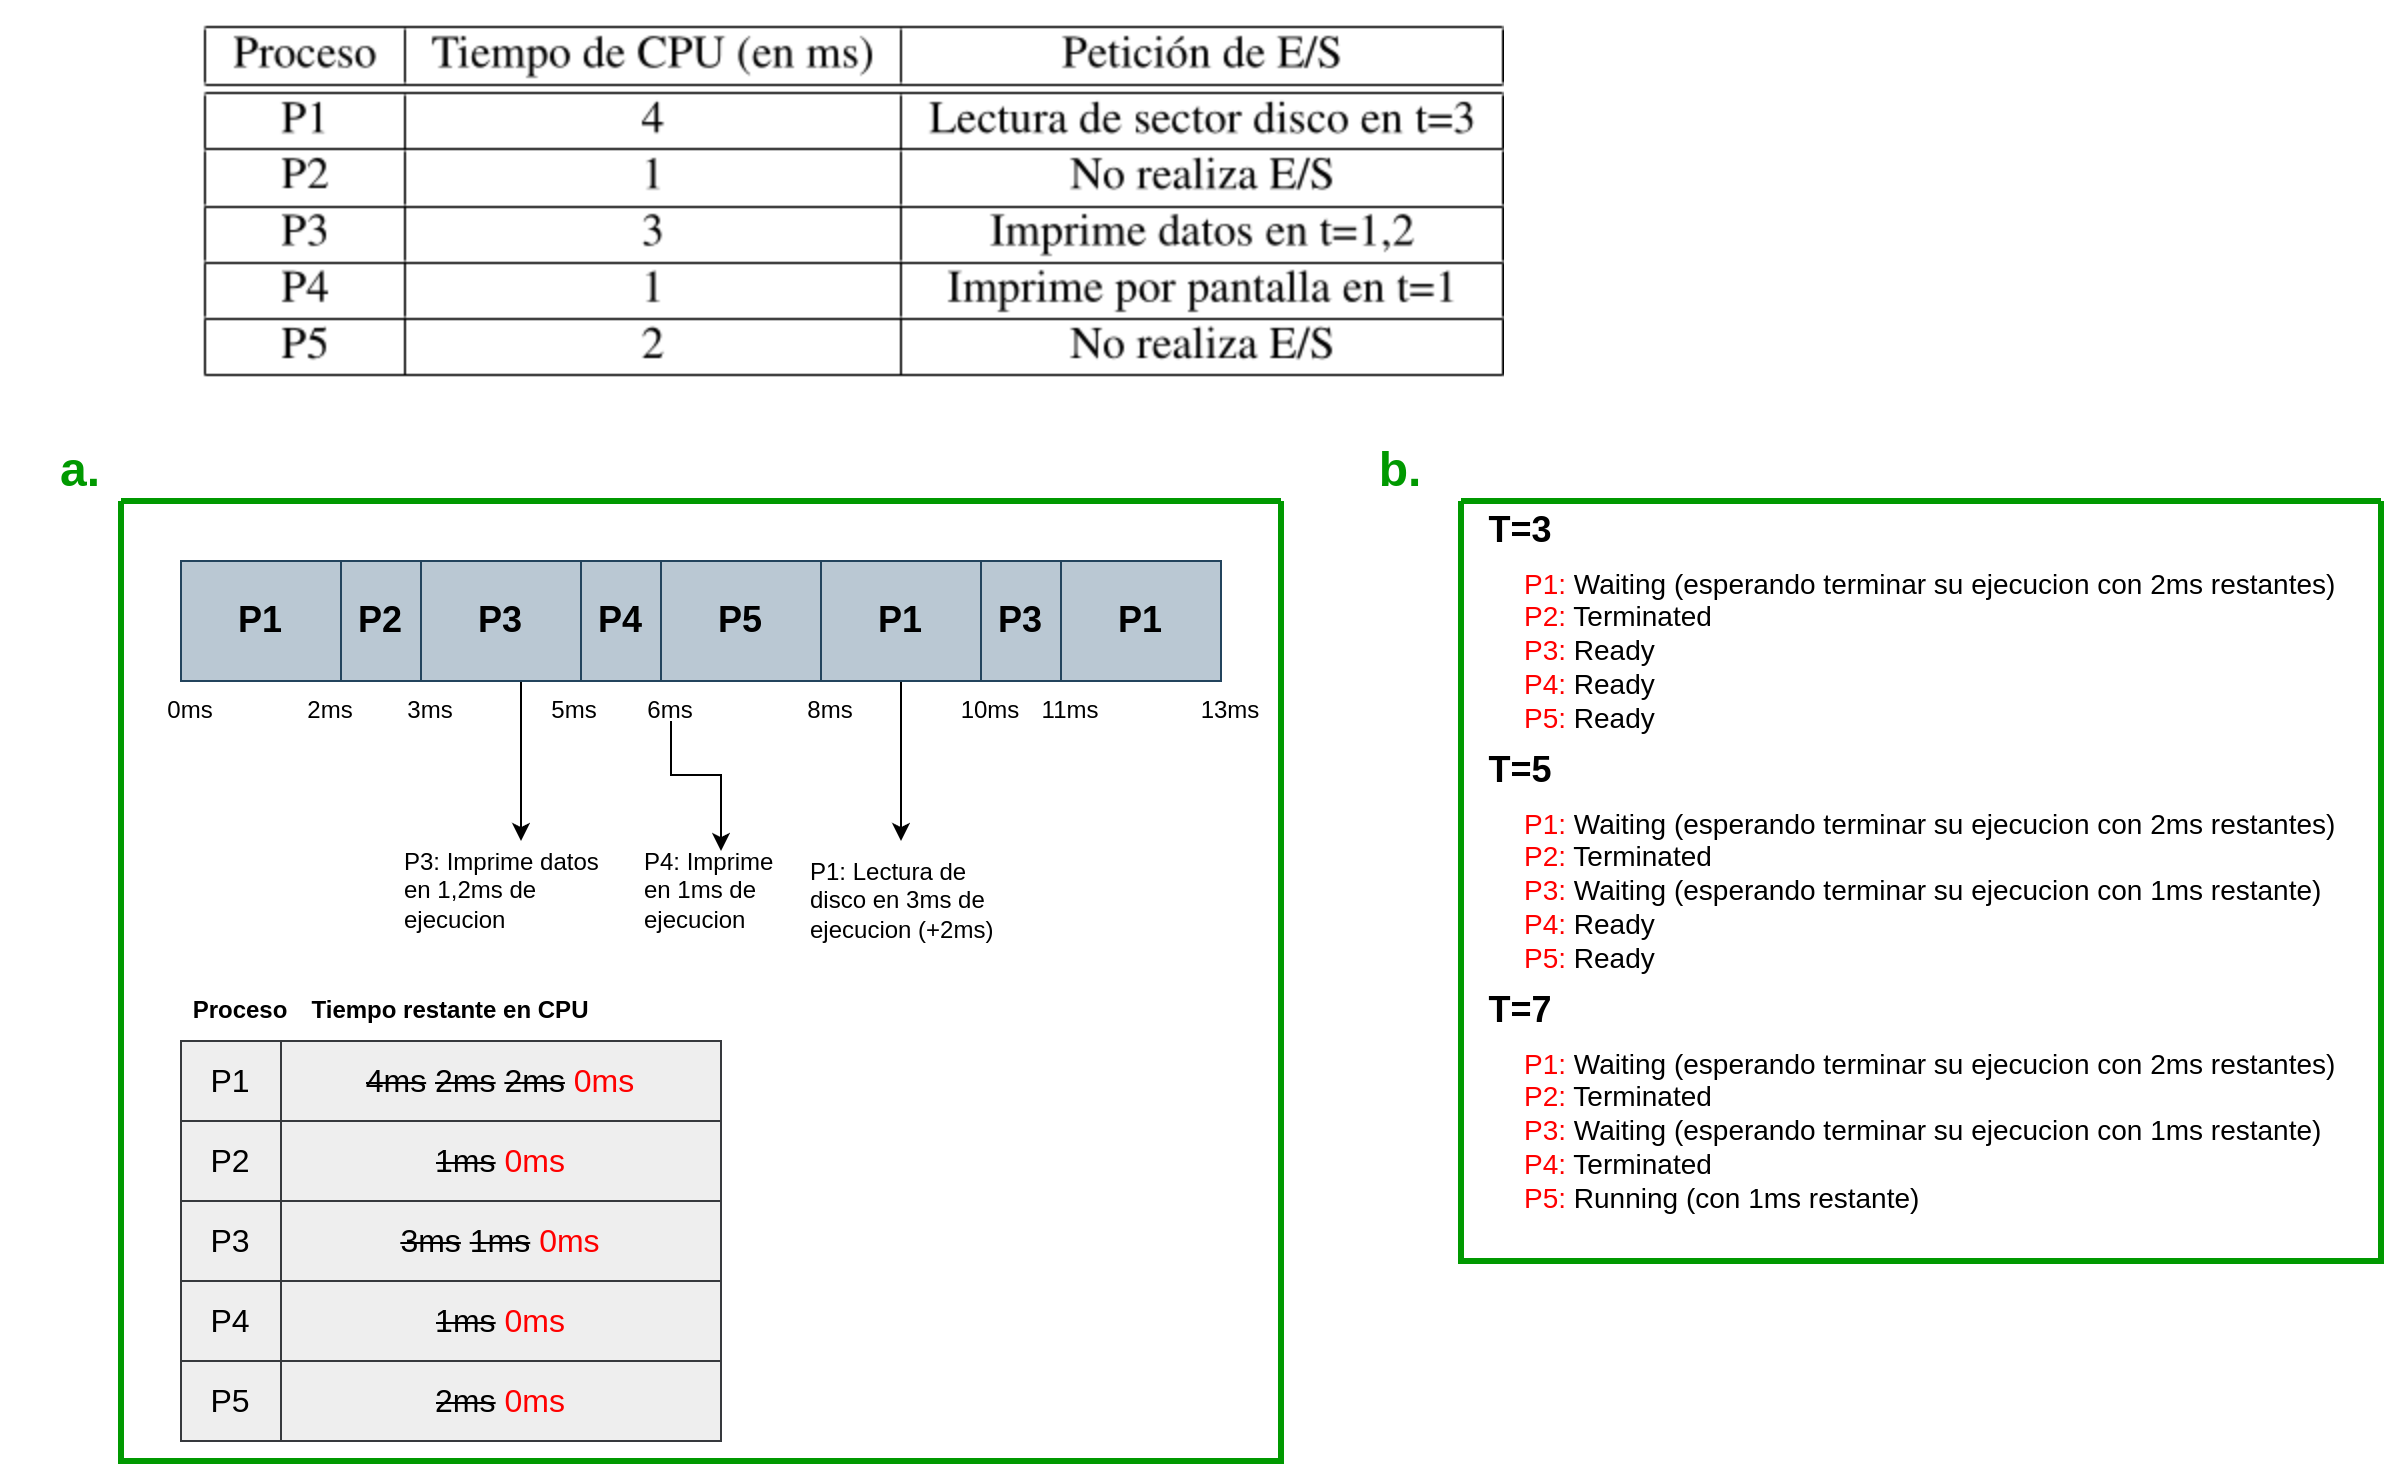 Proceso Tiempo de CPU (en ms) Petición de E/S
P1 4 Lectura de sector disco en t=3
P2 1 No realiza E/S
P3 3 Imprime datos en t=1,2
P4 1 Imprime por pantalla en t=1
P5 2 No realiza E/S
a.
P1 P2 P3 P4 P5 P1 P3 P1
0ms 2ms 3ms 5ms 6ms 8ms 10ms 11ms 13ms
P3: Imprime datos
en 1,2ms de
ejecucion
P4: Imprime
en 1ms de
ejecucion
P1: Lectura de
disco en 3ms de
ejecucion (+2ms)
Proceso Tiempo restante en CPU
P1 4ms 2ms 2ms 0ms
P2 1ms 0ms
P3 3ms 1ms 0ms
P4 1ms 0ms
P5 2ms 0ms
b.
T=3
P1: Waiting (esperando terminar su ejecucion con 2ms restantes)
P2: Terminated
P3: Ready
P4: Ready
P5: Ready
T=5
P1: Waiting (esperando terminar su ejecucion con 2ms restantes)
P2: Terminated
P3: Waiting (esperando terminar su ejecucion con 1ms restante)
P4: Ready
P5: Ready
T=7
P1: Waiting (esperando terminar su ejecucion con 2ms restantes)
P2: Terminated
P3: Waiting (esperando terminar su ejecucion con 1ms restante)
P4: Terminated
P5: Running (con 1ms restante)